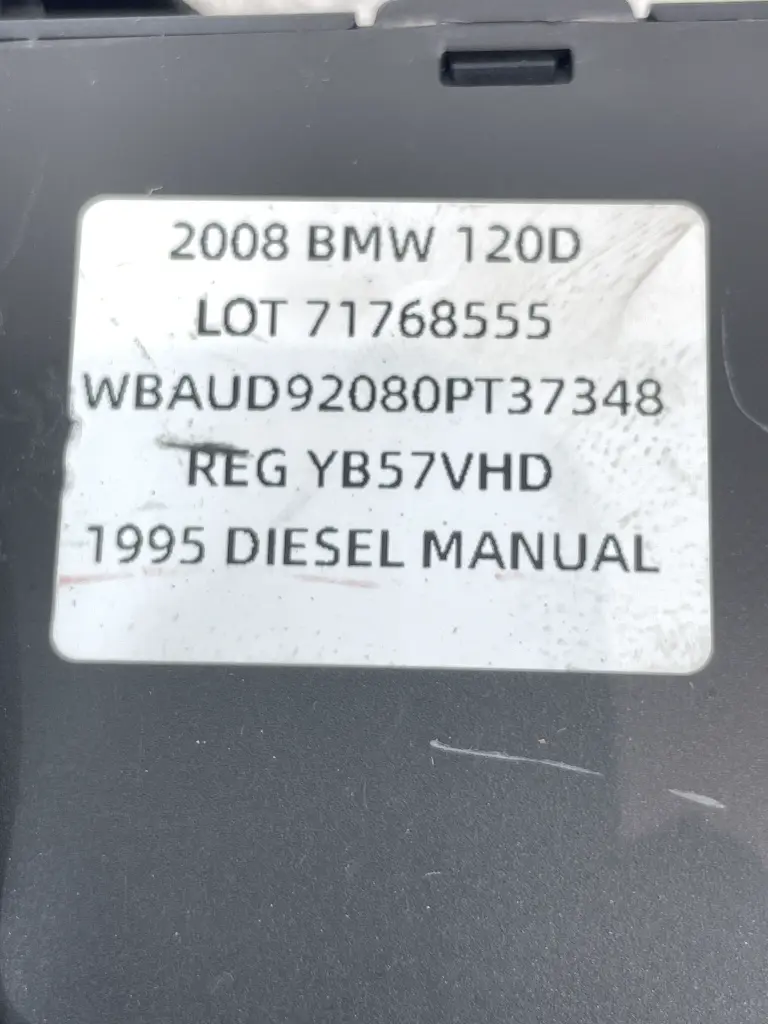 2008 BMW 120D
LOT 71768555
WBAUD92080PT37348
REG YB57VHD
1995 DIESEL MANUAL